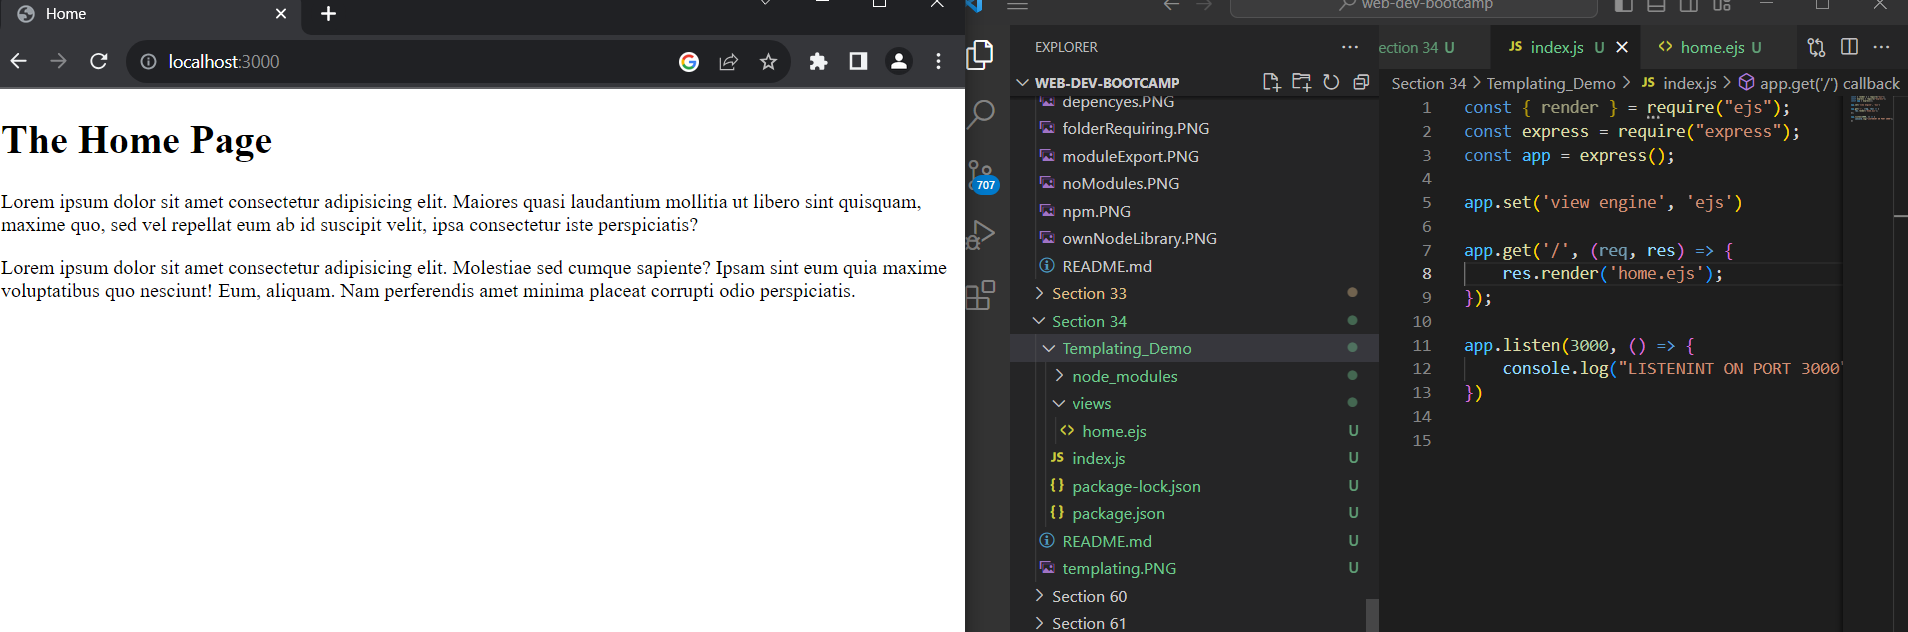 Home
localhost:3000
The Home Page
Lorem ipsum dolor sit amet consectetur adipisicing elit. Maiores quasi laudantium mollitia ut libero sint quisquam,
maxime quo, sed vel repellat eum ab id suscipit velit, ipsa consectetur iste perspiciatis?
Lorem ipsum dolor sit amet consectetur adipisicing elit. Molestiae sed cumque sapiente? Ipsam sint eum quia maxime
voluptatibus quo nesciunt! Eum, aliquam. Nam perferendis amet minima placeat corrupti odio perspiciatis.
web-dev-bootcamp
707
EXPLORER
WEB-DEV-BOOTCAMP
depencyes.PNG
folderRequiring.PNG
moduleExport.PNG
noModules.PNG
npm.PNG
ownNodeLibrary.PNG
README.md
Section 33
Section 34
Templating_Demo
node_modules
views
home.ejs U
JS index.js U
{} package-lock.json U
{} package.json U
README.md U
templating.PNG U
Section 60
Section 61
ection 34 U JS index.js U home.ejs U
Section 34 > Templating_Demo > JS index.js > app.get('/') callback
1 const { render } = require("ejs");
2 const express = require("express");
3 const app = express();
4
5 app.set('view engine', 'ejs')
6
7 app.get('/', (req, res) => {
8 res.render('home.ejs');
9 });
10
11 app.listen(3000, () => {
12 console.log("LISTENINT ON PORT 3000"
13 })
14
15